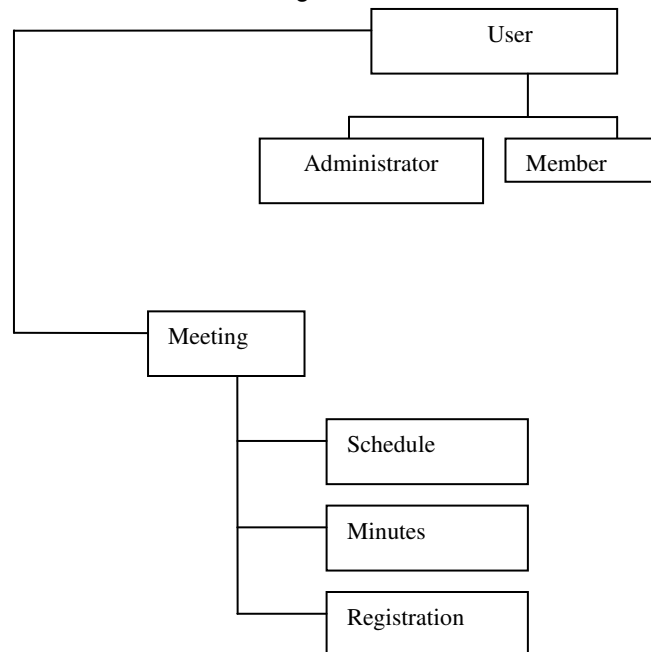 User
Administrator
Member
Meeting
Schedule
Minutes
Registration